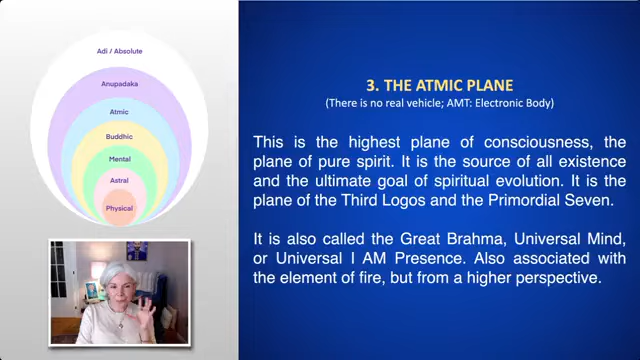 Adi / Absolute
Anupadaka
Atmic
Buddhic
Mental
Astral
Physical
3. THE ATMIC PLANE
(There is no real vehicle; AMT: Electronic Body)
This is the highest plane of consciousness, the
plane of pure spirit. It is the source of all existence
and the ultimate goal of spiritual evolution. It is the
plane of the Third Logos and the Primordial Seven.
It is also called the Great Brahma, Universal Mind,
or Universal I AM Presence. Also associated with
the element of fire, but from a higher perspective.